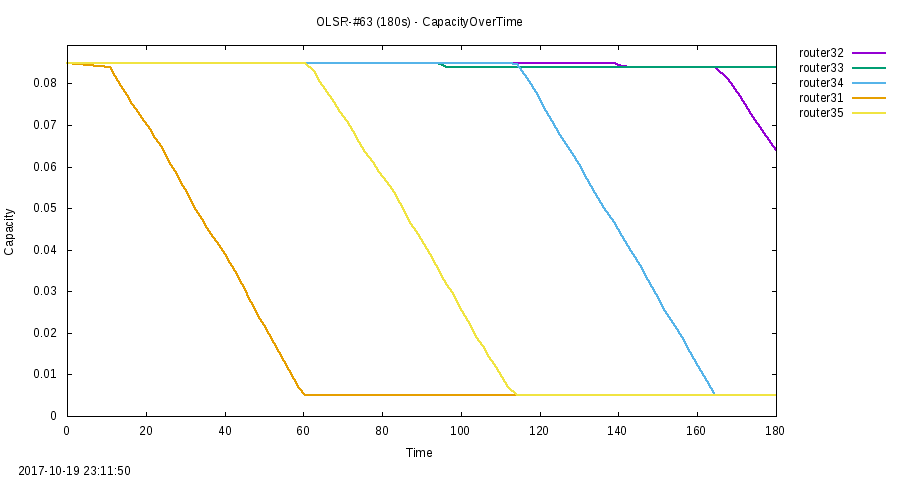 OLSR-#63 (180s) - CapacityOverTime
router32
router33
router34
router31
router35
Capacity
0.08
0.07
0.06
0.05
0.04
0.03
0.02
0.01
0
0 20 40 60 80 100 120 140 160 180
Time
2017-10-19 23:11:50